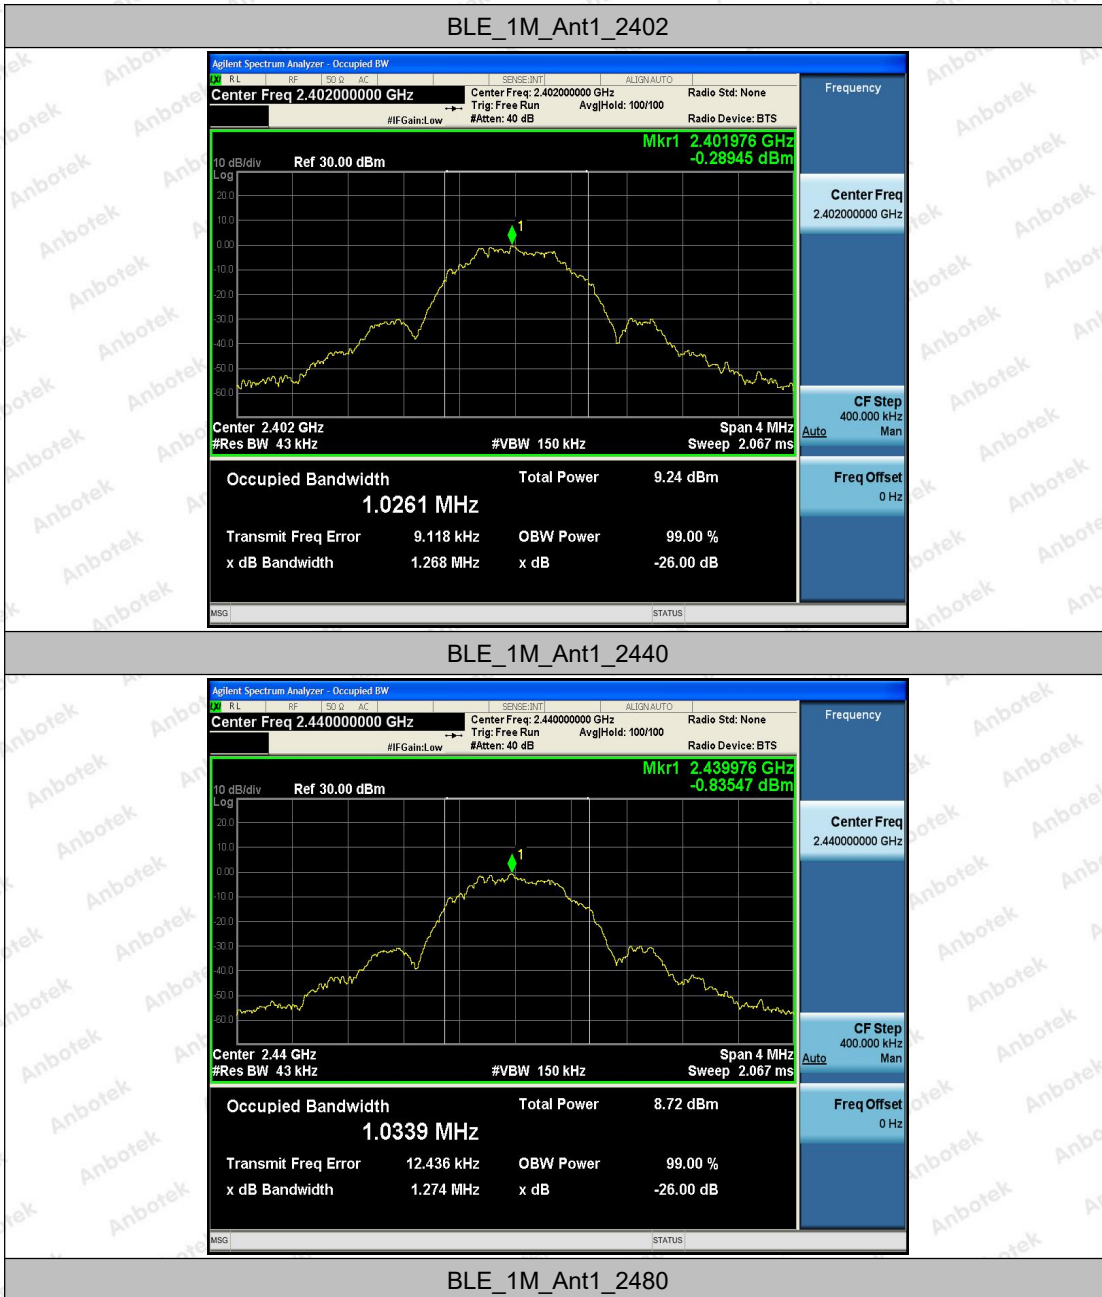 BLE_1M_Ant1_2402
Agilent Spectrum Analyzer - Occupied BW
LXI RL RF 50 Ω AC SENSE:INT ALIGNAUTO
Center Freq 2.402000000 GHz
Center Freq: 2.402000000 GHz Radio Std: None
Trig: Free Run Avg|Hold: 100/100
#IFGain:Low #Atten: 40 dB Radio Device: BTS
Frequency
Mkr1 2.401976 GHz
-0.28945 dBm
10 dB/div Ref 30.00 dBm
Log
20.0
10.0
0.00
-10.0
-20.0
-30.0
-40.0
-50.0
-60.0
1
Center Freq
2.402000000 GHz
Center 2.402 GHz Span 4 MHz
#Res BW 43 kHz #VBW 150 kHz Sweep 2.067 ms
CF Step
400.000 kHz
Auto Man
Occupied Bandwidth Total Power 9.24 dBm
1.0261 MHz
Transmit Freq Error 9.118 kHz OBW Power 99.00 %
x dB Bandwidth 1.268 MHz x dB -26.00 dB
Freq Offset
0 Hz
MSG STATUS
BLE_1M_Ant1_2440
Agilent Spectrum Analyzer - Occupied BW
LXI RL RF 50 Ω AC SENSE:INT ALIGNAUTO
Center Freq 2.440000000 GHz
Center Freq: 2.440000000 GHz Radio Std: None
Trig: Free Run Avg|Hold: 100/100
#IFGain:Low #Atten: 40 dB Radio Device: BTS
Frequency
Mkr1 2.439976 GHz
-0.83547 dBm
10 dB/div Ref 30.00 dBm
Log
20.0
10.0
0.00
-10.0
-20.0
-30.0
-40.0
-50.0
-60.0
1
Center Freq
2.440000000 GHz
Center 2.44 GHz Span 4 MHz
#Res BW 43 kHz #VBW 150 kHz Sweep 2.067 ms
CF Step
400.000 kHz
Auto Man
Occupied Bandwidth Total Power 8.72 dBm
1.0339 MHz
Transmit Freq Error 12.436 kHz OBW Power 99.00 %
x dB Bandwidth 1.274 MHz x dB -26.00 dB
Freq Offset
0 Hz
MSG STATUS
BLE_1M_Ant1_2480
Anbotek